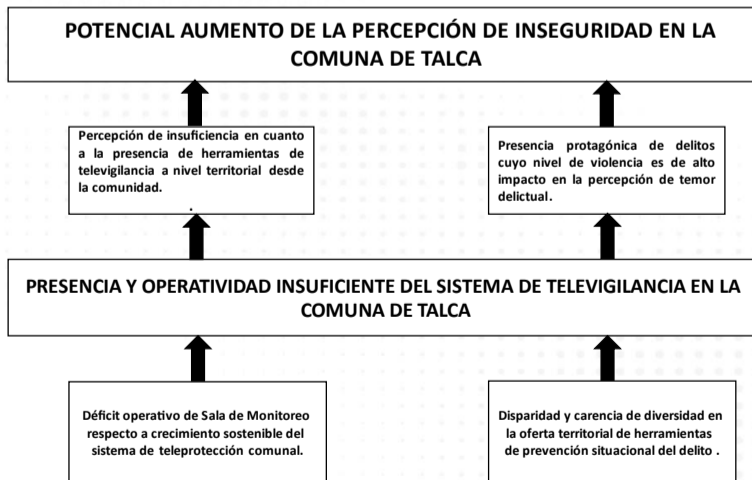 POTENCIAL AUMENTO DE LA PERCEPCIÓN DE INSEGURIDAD EN LA
COMUNA DE TALCA
Percepción de insuficiencia en cuanto
a la presencia de herramientas de
televigilancia a nivel territorial desde
la comunidad.
.
Presencia protagónica de delitos
cuyo nivel de violencia es de alto
impacto en la percepción de temor
delictual.
PRESENCIA Y OPERATIVIDAD INSUFICIENTE DEL SISTEMA DE TELEVIGILANCIA EN LA
COMUNA DE TALCA
Déficit operativo de Sala de Monitoreo
respecto a crecimiento sostenible del
sistema de teleprotección comunal.
Disparidad y carencia de diversidad en
la oferta territorial de herramientas
de prevención situacional del delito .